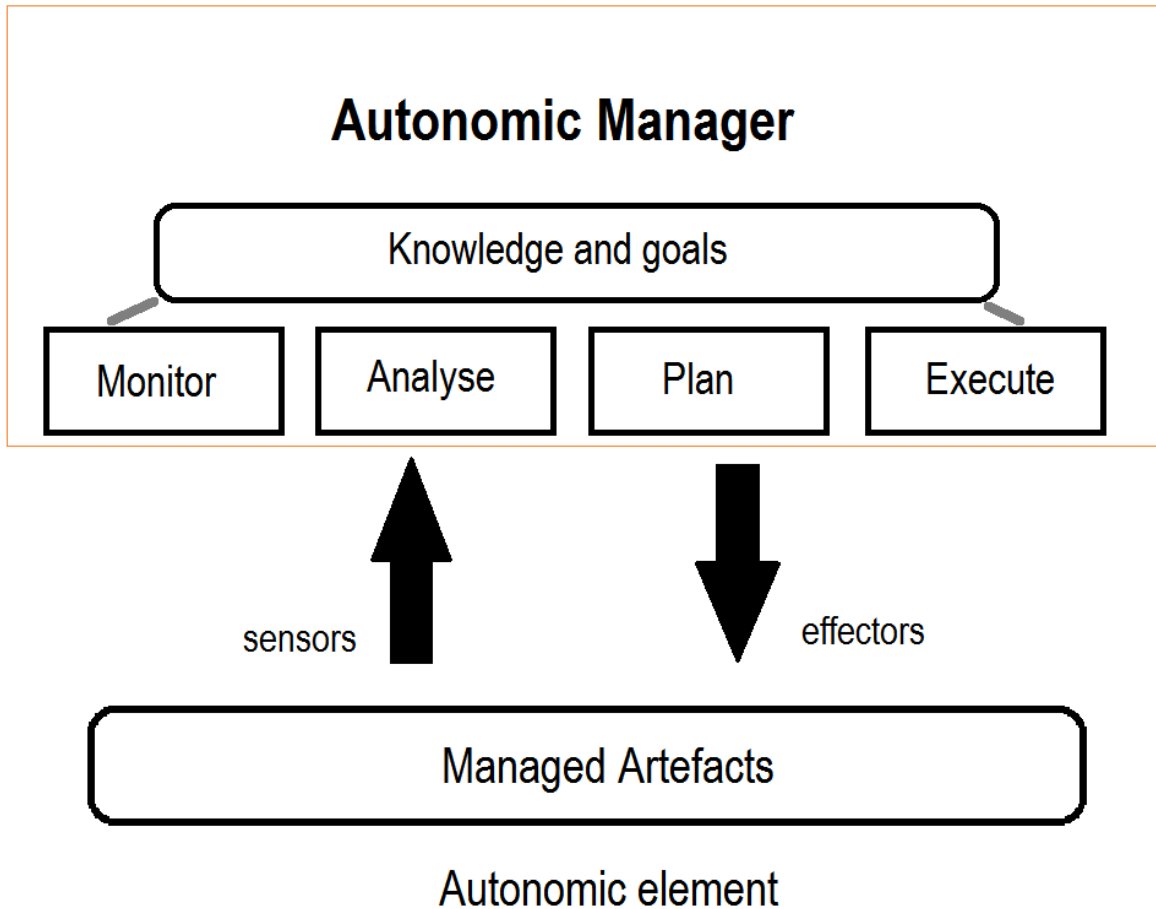 Autonomic Manager
Knowledge and goals
Monitor
Analyse
Plan
Execute
sensors
effectors
Managed Artefacts
Autonomic element